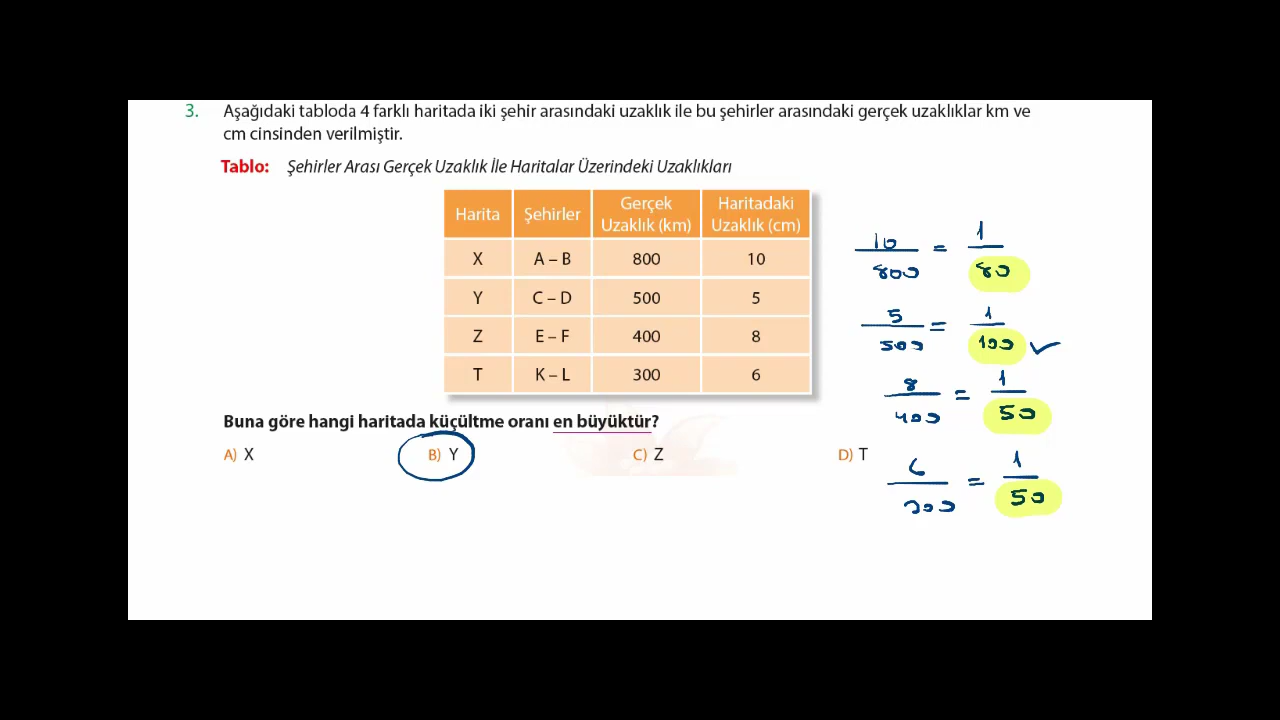 3. Aşağıdaki tabloda 4 farklı haritada iki şehir arasındaki uzaklık ile bu şehirler arasındaki gerçek uzaklıklar km ve
cm cinsinden verilmiştir.
Tablo: Şehirler Arası Gerçek Uzaklık İle Haritalar Üzerindeki Uzaklıkları
Harita Şehirler Gerçek Uzaklık (km) Haritadaki Uzaklık (cm)
X A – B 800 10
Y C – D 500 5
Z E – F 400 8
T K – L 300 6
10/800 = 1/80
5/500 = 1/100 ✓
8/400 = 1/50
6/300 = 1/50
Buna göre hangi haritada küçültme oranı en büyüktür?
A) X B) Y C) Z D) T